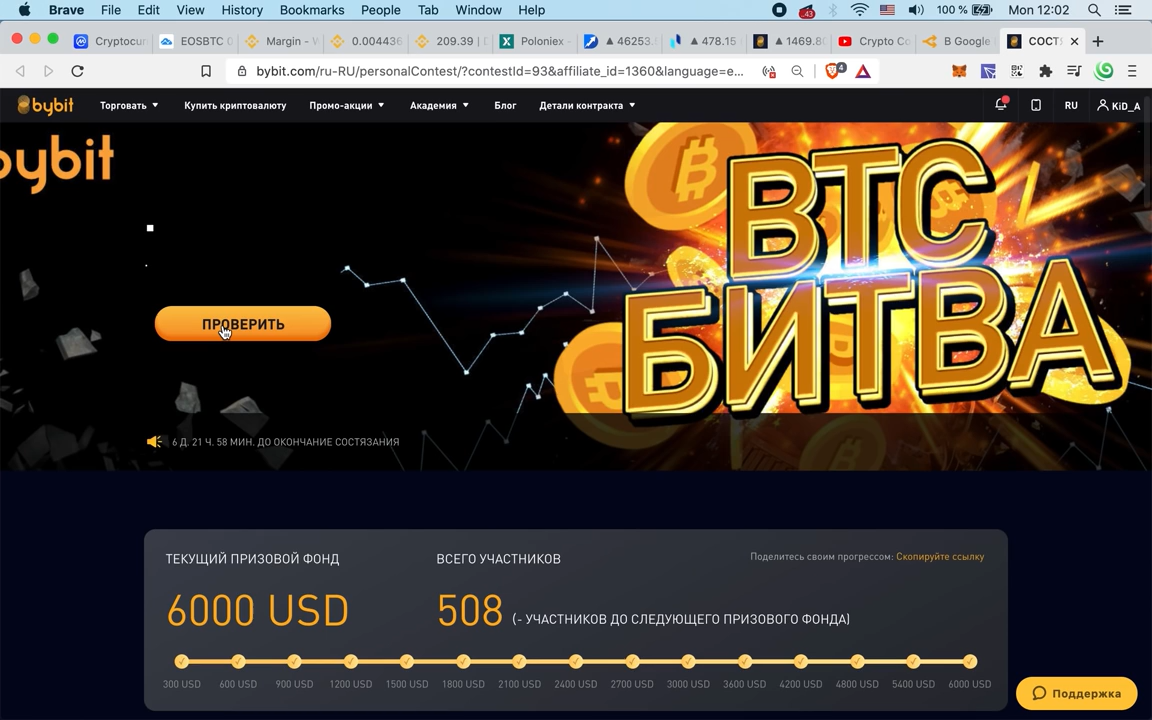 Brave File Edit View History Bookmarks People Tab Window Help
43 100 % Mon 12:02
Cryptocur EOSBTC Margin - 0.004436 209.39 | Poloniex - 46253. ▲ 478.15 ▲ 1469.8 Crypto Co B Google СОСТ
bybit.com/ru-RU/personalContest/?contestId=93&affiliate_id=1360&language=e...
4
bybit Торговать Купить криптовалюту Промо-акции Академия Блог Детали контракта RU KiD_A
bybit
BTC
БИТВА
ПРОВЕРИТЬ
6 Д. 21 Ч. 58 МИН. ДО ОКОНЧАНИЕ СОСТЯЗАНИЯ
ТЕКУЩИЙ ПРИЗОВОЙ ФОНД
ВСЕГО УЧАСТНИКОВ
Поделитесь своим прогрессом: Скопируйте ссылку
6000 USD
508 (- УЧАСТНИКОВ ДО СЛЕДУЮЩЕГО ПРИЗОВОГО ФОНДА)
300 USD 600 USD 900 USD 1200 USD 1500 USD 1800 USD 2100 USD 2400 USD 2700 USD 3000 USD 3600 USD 4200 USD 4800 USD 5400 USD 6000 USD
Поддержка